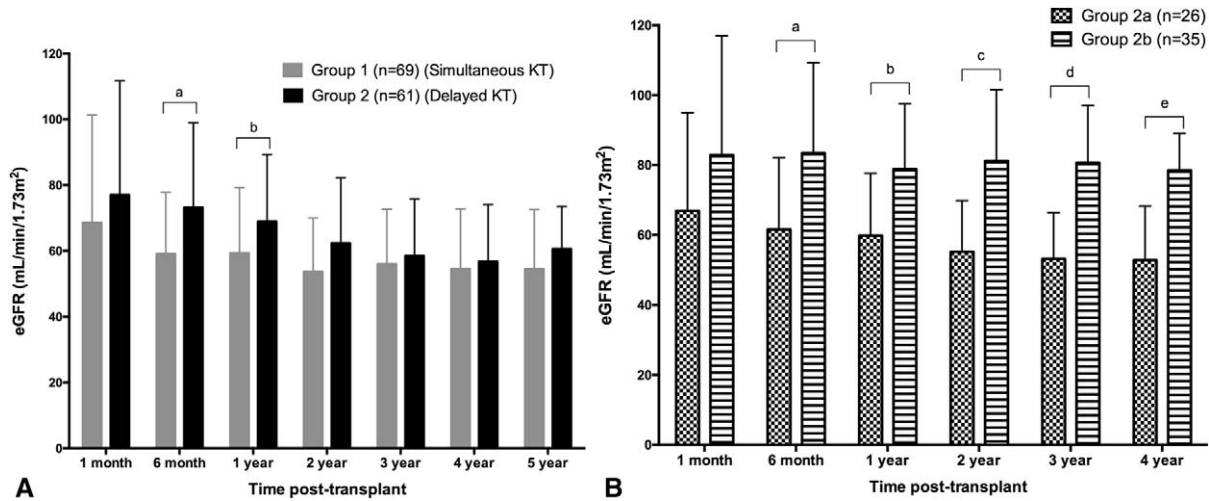 120
100
80
60
40
20
0
eGFR (mL/min/1.73m²)
Group 1 (n=69) (Simultaneous KT)
Group 2 (n=61) (Delayed KT)
a
b
1 month 6 month 1 year 2 year 3 year 4 year 5 year
Time post-transplant
A
Group 2a (n=26)
Group 2b (n=35)
120
100
80
60
40
20
0
eGFR (mL/min/1.73m²)
a
b
c
d
e
1 month 6 month 1 year 2 year 3 year 4 year
Time post-transplant
B